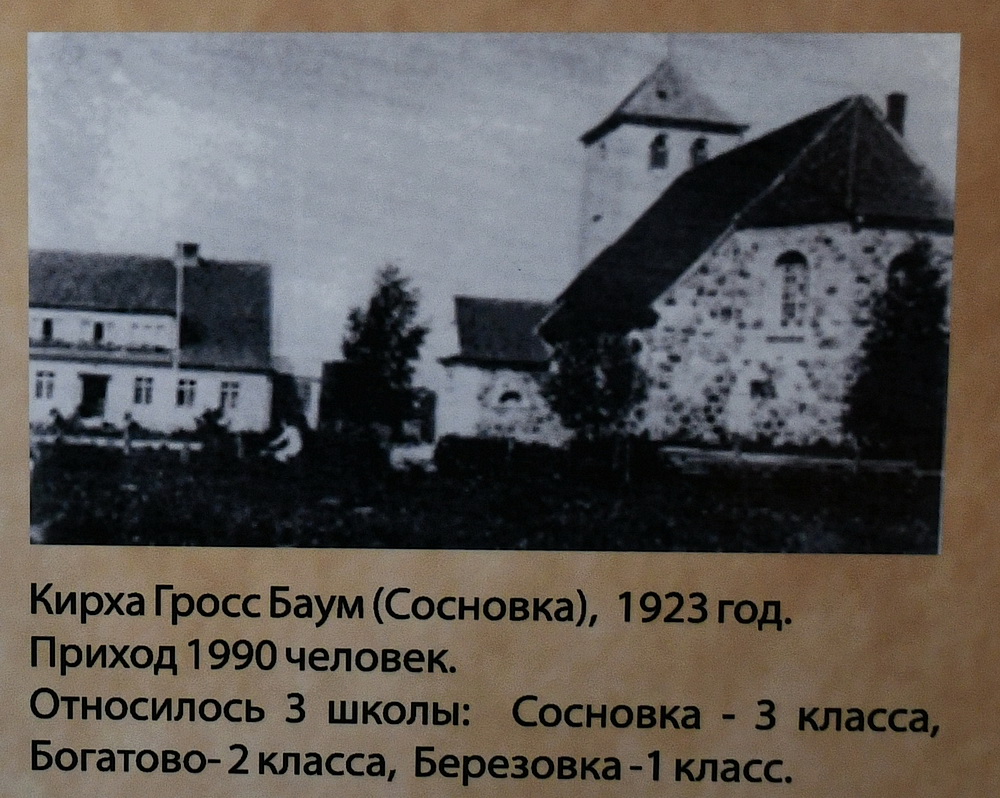 Кирха Гросс Баум (Сосновка), 1923 год.
Приход 1990 человек.
Относилось 3 школы: Сосновка - 3 класса,
Богатово- 2 класса, Березовка -1 класс.